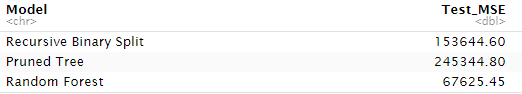 Model Test_MSE
<chr> <dbl>
Recursive Binary Split 153644.60
Pruned Tree 245344.80
Random Forest 67625.45